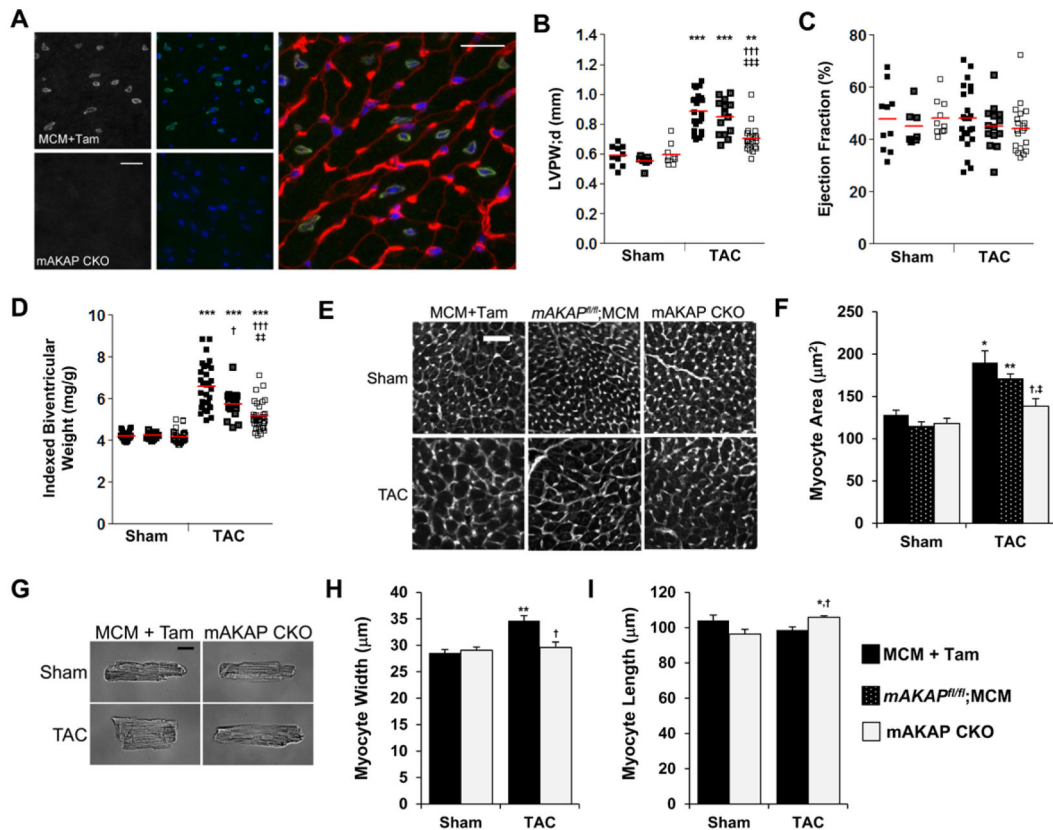 A
MCM+Tam
mAKAP CKO
B
LVPW;d (mm)
1.4
1.2
1.0
0.8
0.6
0.4
0.2
0.0
*** *** **
†††
‡‡‡
Sham TAC
C
Ejection Fraction (%)
80
60
40
20
0
Sham TAC
D
Indexed Biventricular
Weight (mg/g)
10
8
6
4
2
0
*** *** ***
† †††
‡‡
Sham TAC
E
MCM+Tam mAKAPfl/fl;MCM mAKAP CKO
Sham
TAC
F
Myocyte Area (μm2)
250
200
150
100
50
0
* ** †,‡
Sham TAC
G
MCM + Tam mAKAP CKO
Sham
TAC
H
Myocyte Width (μm)
40
35
30
25
20
15
10
5
0
** †
Sham TAC
I
Myocyte Length (μm)
120
100
80
60
40
20
0
*,†
Sham TAC
MCM + Tam
mAKAPfl/fl;MCM
mAKAP CKO